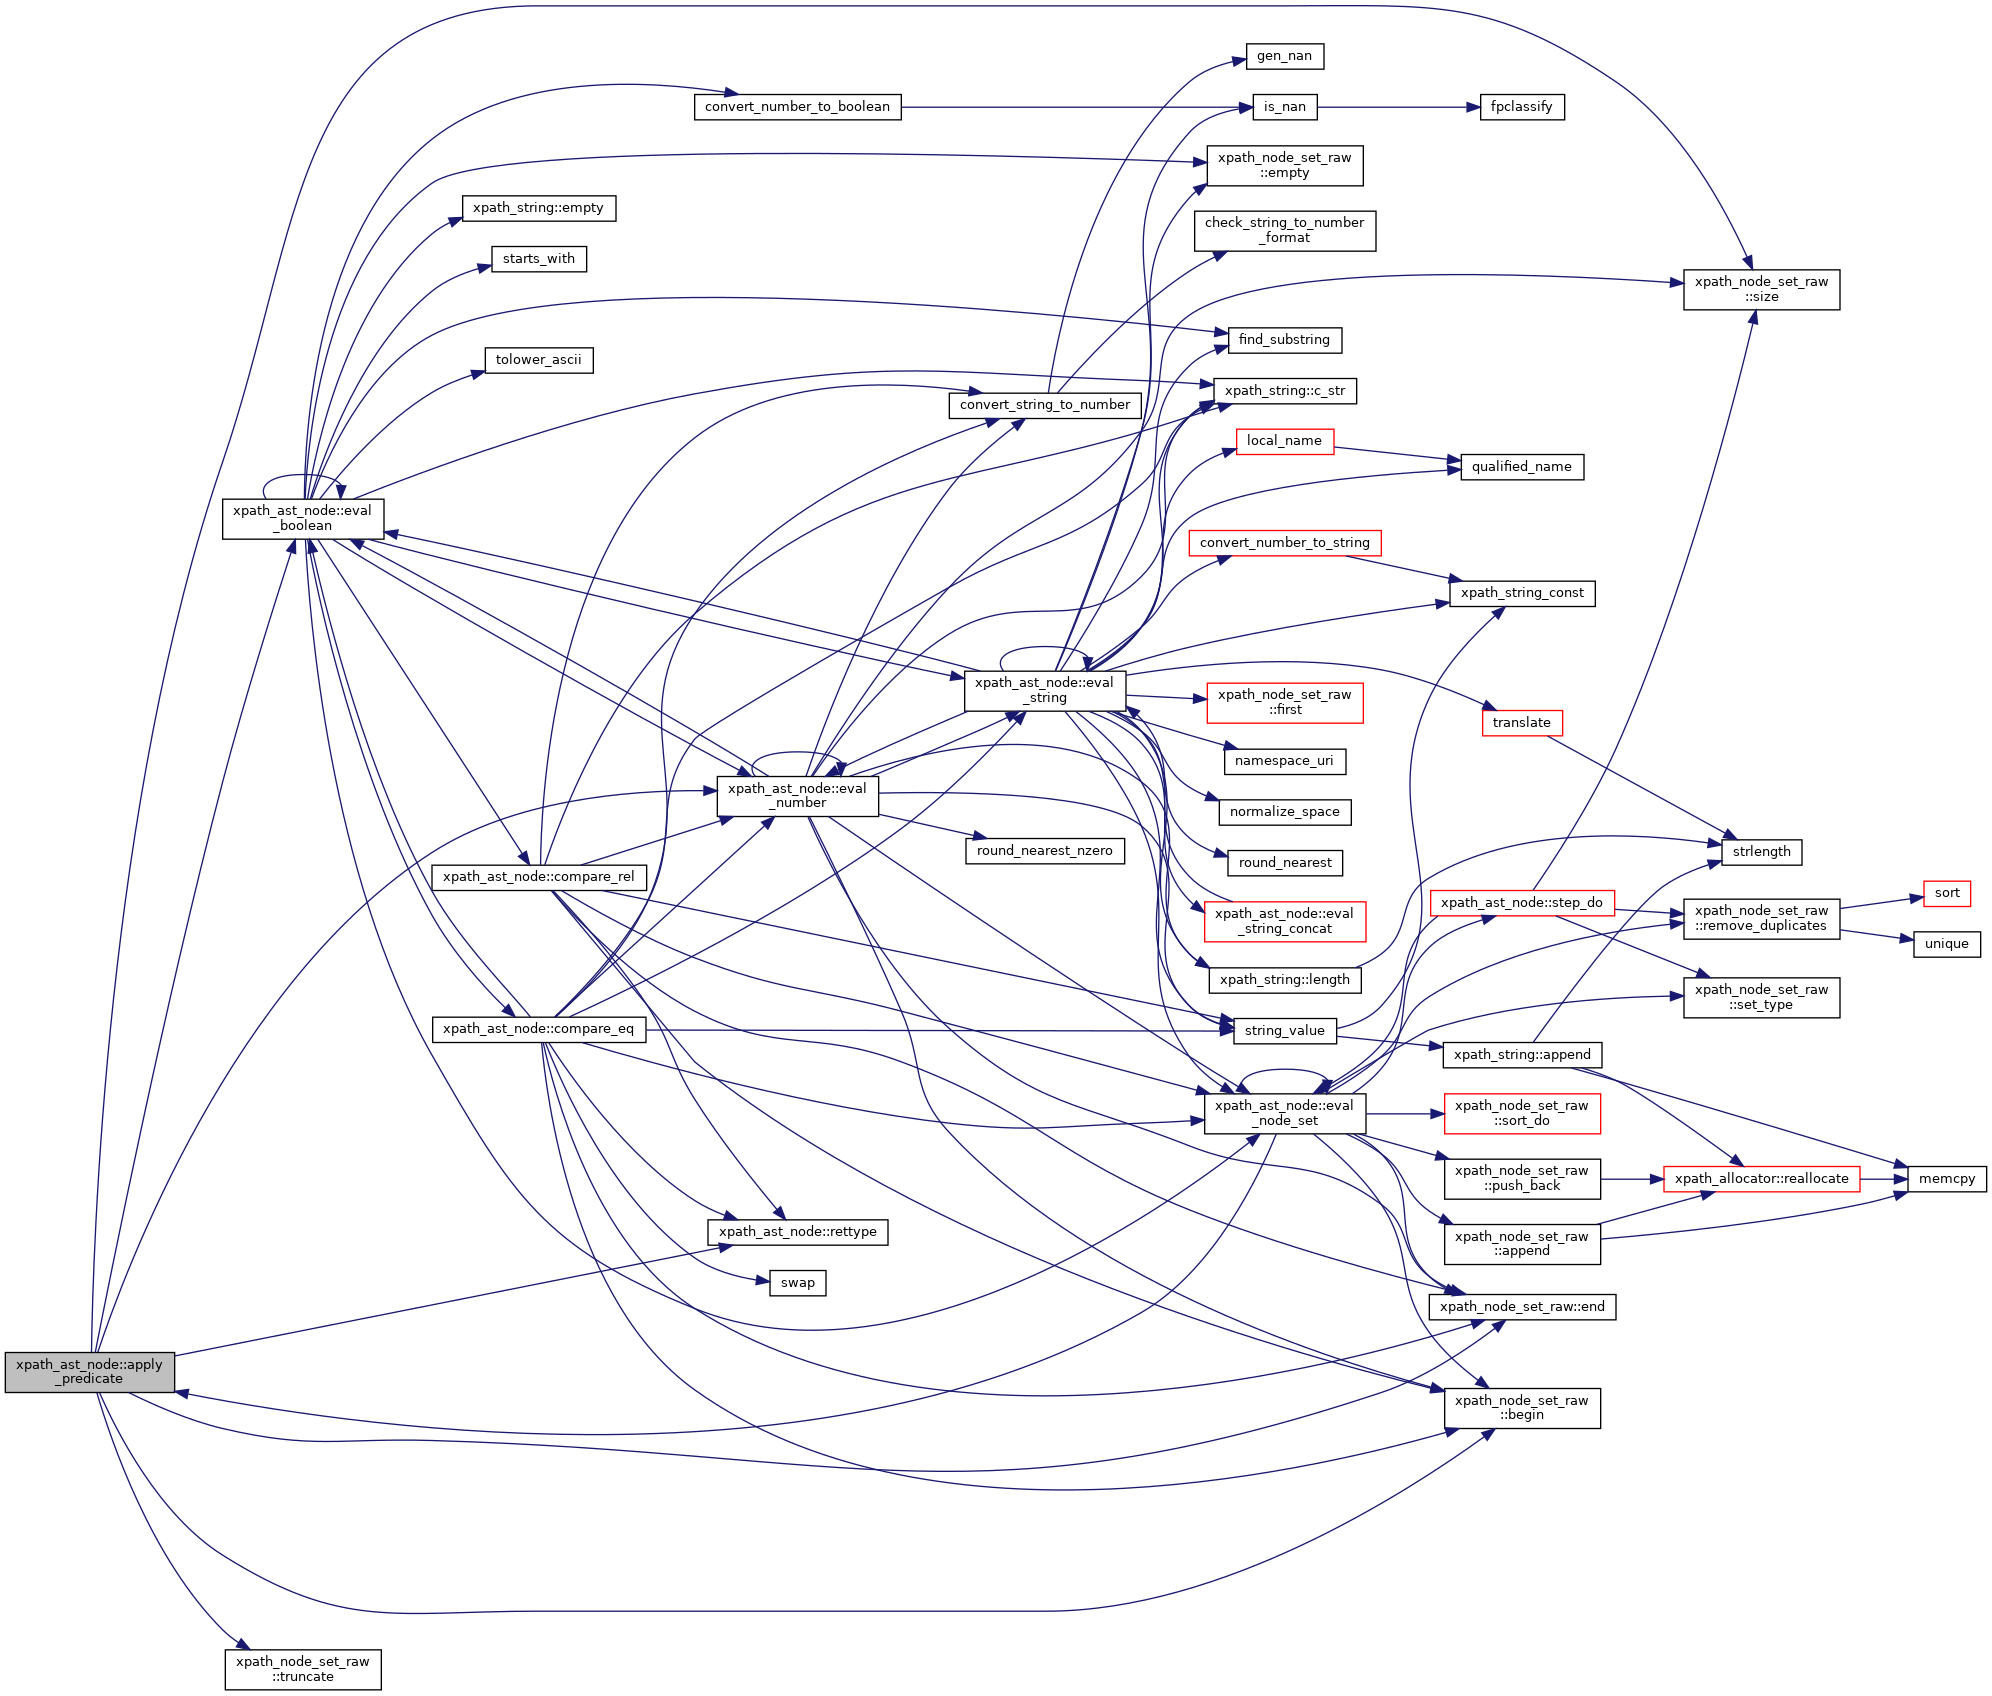 gen_nan
convert_number_to_boolean
is_nan
fpclassify
xpath_node_set_raw
::empty
xpath_string::empty
check_string_to_number
_format
starts_with
xpath_node_set_raw
::size
find_substring
tolower_ascii
xpath_string::c_str
convert_string_to_number
local_name
qualified_name
xpath_ast_node::eval
_boolean
convert_number_to_string
xpath_string_const
xpath_ast_node::eval
_string
xpath_node_set_raw
::first
translate
namespace_uri
xpath_ast_node::eval
_number
normalize_space
round_nearest_nzero
round_nearest
strlength
xpath_ast_node::compare_rel
xpath_ast_node::step_do
sort
xpath_node_set_raw
::remove_duplicates
xpath_ast_node::eval
_string_concat
unique
xpath_string::length
xpath_node_set_raw
::set_type
xpath_ast_node::compare_eq
string_value
xpath_string::append
xpath_ast_node::eval
_node_set
xpath_node_set_raw
::sort_do
xpath_node_set_raw
::push_back
xpath_allocator::reallocate
memcpy
xpath_ast_node::rettype
xpath_node_set_raw
::append
swap
xpath_node_set_raw::end
xpath_ast_node::apply
_predicate
xpath_node_set_raw
::begin
xpath_node_set_raw
::truncate